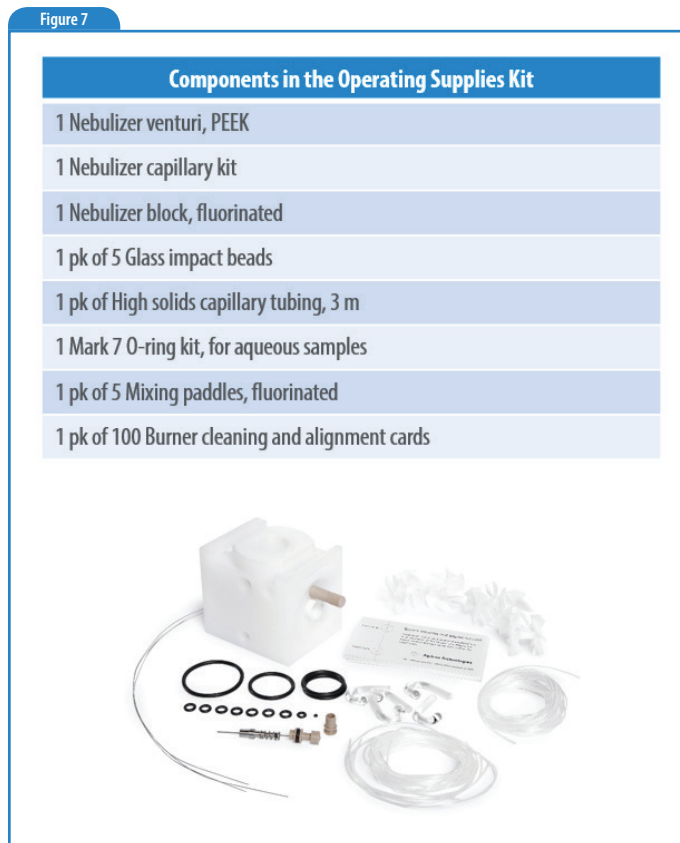 Figure 7
Components in the Operating Supplies Kit
1 Nebulizer venturi, PEEK
1 Nebulizer capillary kit
1 Nebulizer block, fluorinated
1 pk of 5 Glass impact beads
1 pk of High solids capillary tubing, 3 m
1 Mark 7 O-ring kit, for aqueous samples
1 pk of 5 Mixing paddles, fluorinated
1 pk of 100 Burner cleaning and alignment cards
Agilent Technologies